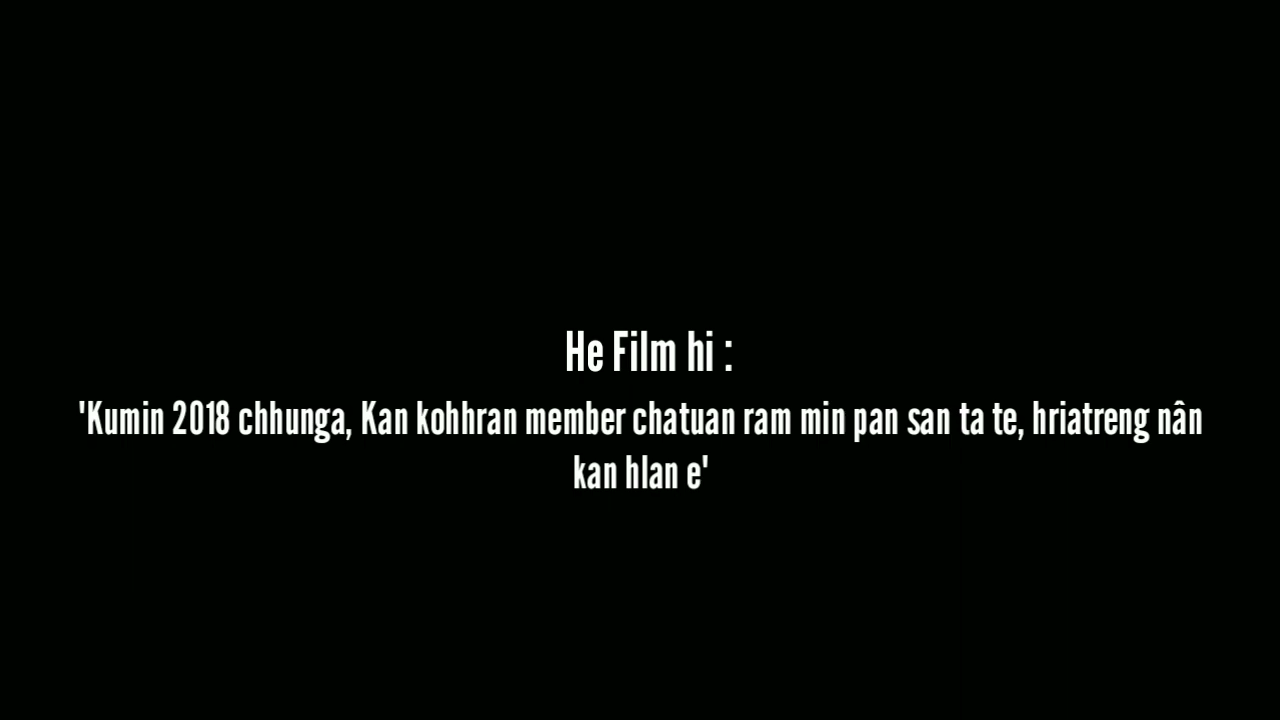 He Film hi :
'Kumin 2018 chhunga, Kan kohhran member chatuan ram min pan san ta te, hriatreng nân
kan hlan e'